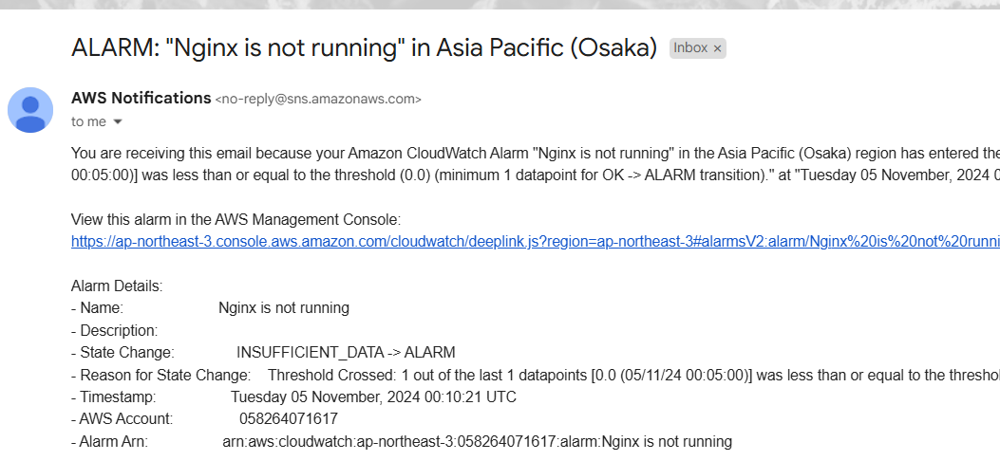 ALARM: "Nginx is not running" in Asia Pacific (Osaka) Inbox ×
AWS Notifications <no-reply@sns.amazonaws.com>
to me
You are receiving this email because your Amazon CloudWatch Alarm "Nginx is not running" in the Asia Pacific (Osaka) region has entered the
00:05:00)] was less than or equal to the threshold (0.0) (minimum 1 datapoint for OK -> ALARM transition)." at "Tuesday 05 November, 2024 0
View this alarm in the AWS Management Console:
https://ap-northeast-3.console.aws.amazon.com/cloudwatch/deeplink.js?region=ap-northeast-3#alarmsV2:alarm/Nginx%20is%20not%20runni
Alarm Details:
- Name: Nginx is not running
- Description:
- State Change: INSUFFICIENT_DATA -> ALARM
- Reason for State Change: Threshold Crossed: 1 out of the last 1 datapoints [0.0 (05/11/24 00:05:00)] was less than or equal to the threshol
- Timestamp: Tuesday 05 November, 2024 00:10:21 UTC
- AWS Account: 058264071617
- Alarm Arn: arn:aws:cloudwatch:ap-northeast-3:058264071617:alarm:Nginx is not running